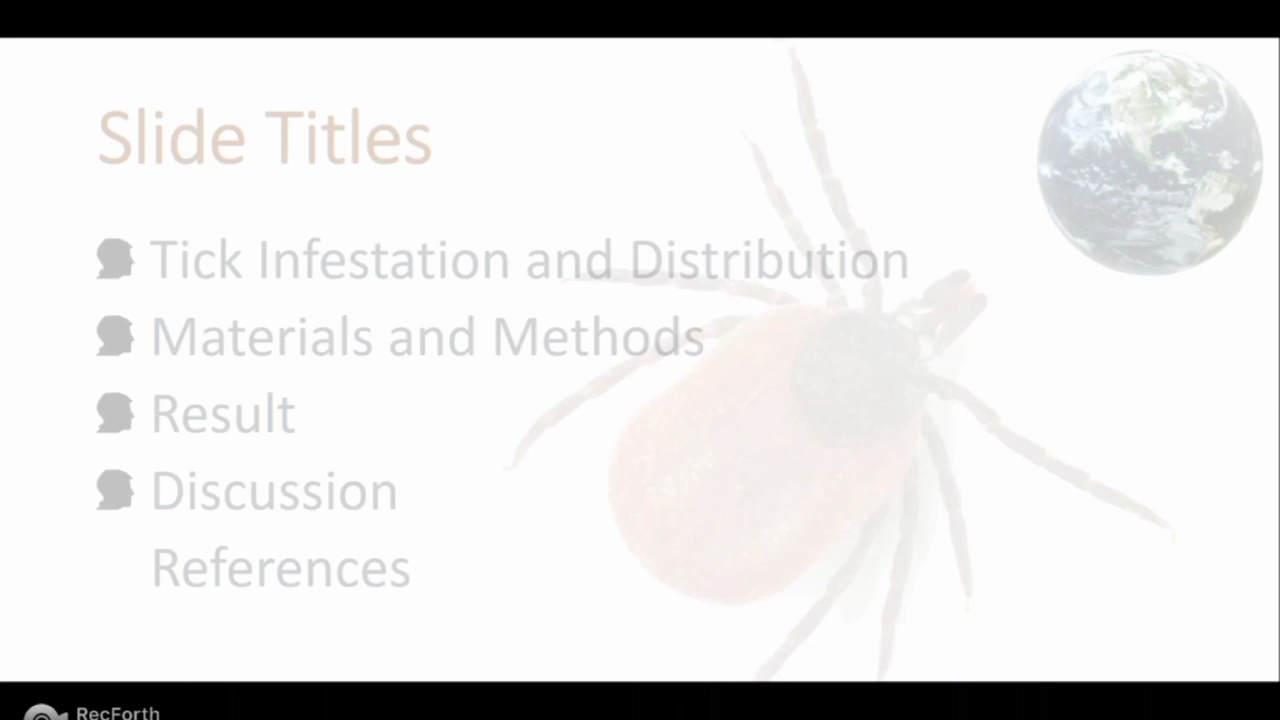 Slide Titles
Tick Infestation and Distribution
Materials and Methods
Result
Discussion
References
RecForth